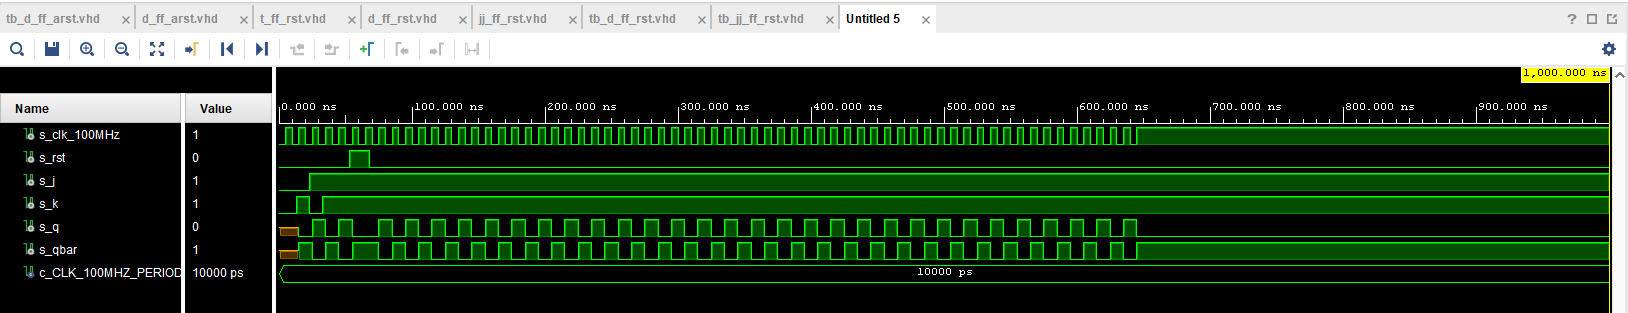 tb_d_ff_arst.vhd d_ff_arst.vhd t_ff_rst.vhd d_ff_rst.vhd jj_ff_rst.vhd tb_d_ff_rst.vhd tb_jj_ff_rst.vhd Untitled 5
1,000.000 ns
Name Value
0.000 ns 100.000 ns 200.000 ns 300.000 ns 400.000 ns 500.000 ns 600.000 ns 700.000 ns 800.000 ns 900.000 ns
s_clk_100MHz 1
s_rst 0
s_j 1
s_k 1
s_q 0
s_qbar 1
c_CLK_100MHZ_PERIOD 10000 ps 10000 ps